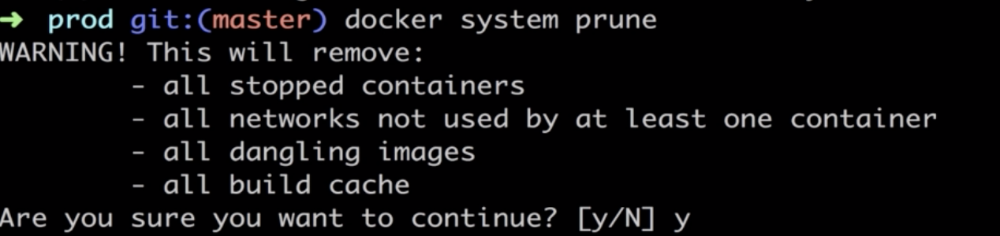 ➜ prod git:(master) docker system prune
WARNING! This will remove:
- all stopped containers
- all networks not used by at least one container
- all dangling images
- all build cache
Are you sure you want to continue? [y/N] y